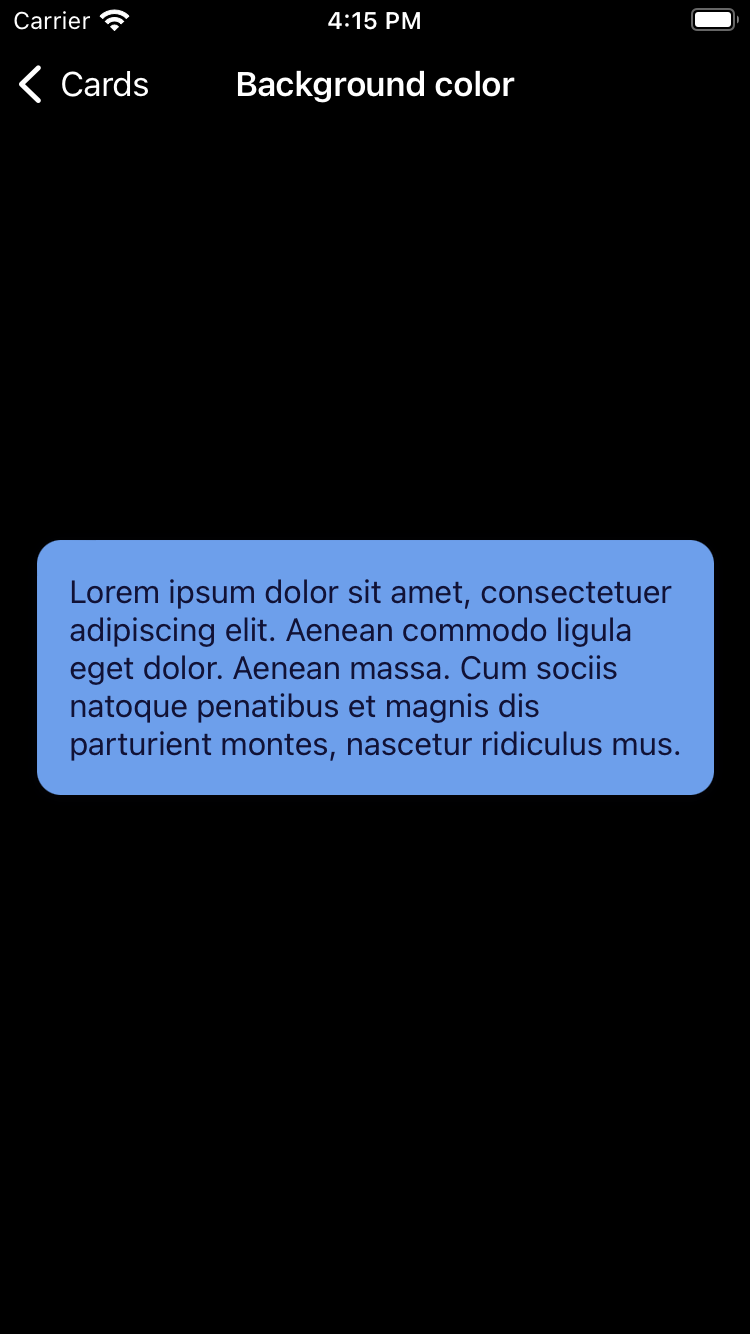 Carrier 4:15 PM
Cards Background color
Lorem ipsum dolor sit amet, consectetuer
adipiscing elit. Aenean commodo ligula
eget dolor. Aenean massa. Cum sociis
natoque penatibus et magnis dis
parturient montes, nascetur ridiculus mus.